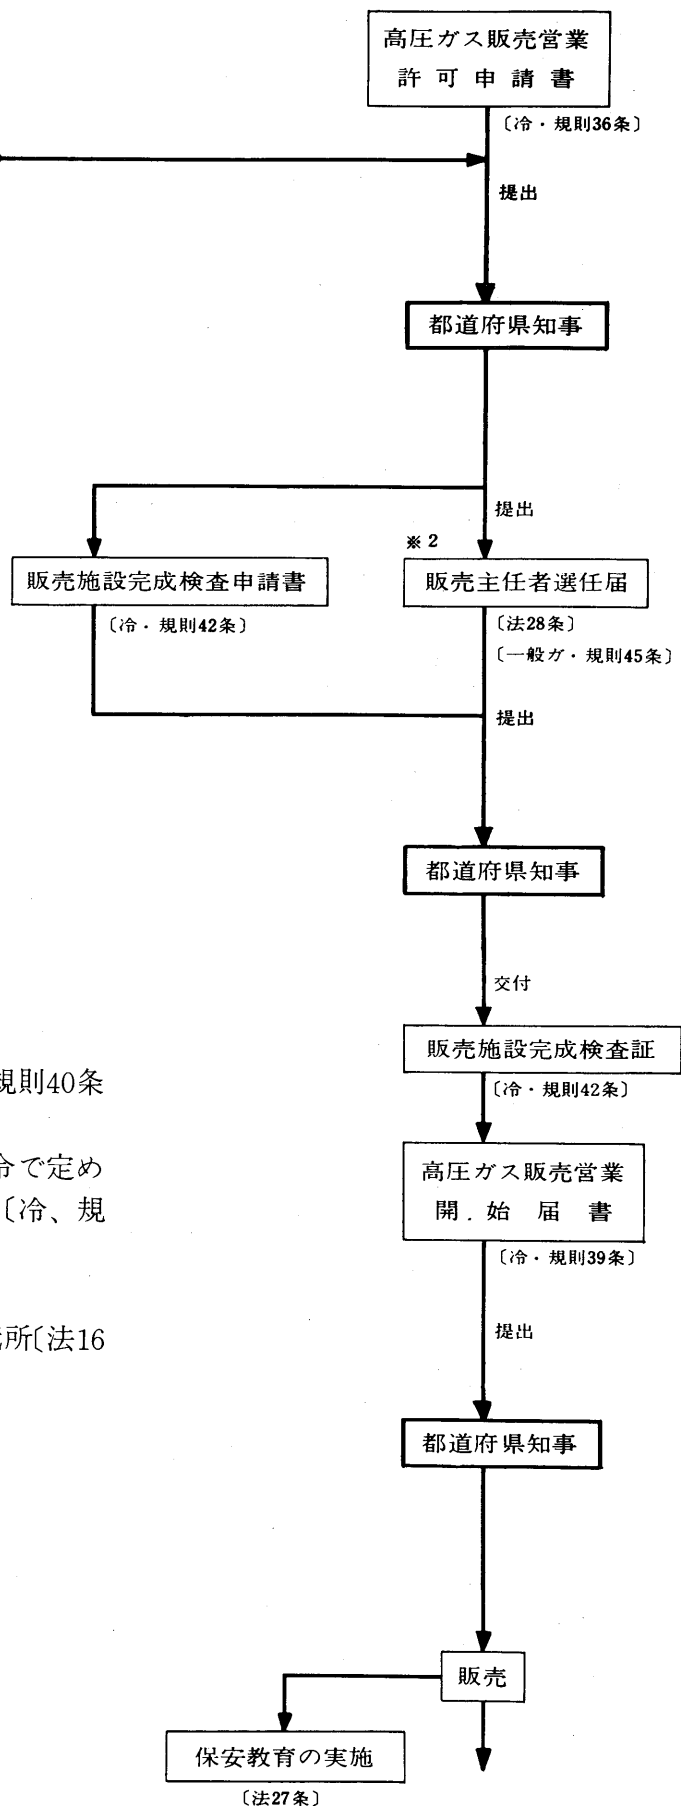 高圧ガス販売営業
許可申請書
〔冷・規則36条〕
提出
都道府県知事
提出
※2
販売施設完成検査申請書
販売主任者選任届
〔冷・規則42条〕
〔法28条〕
〔一般ガ・規則45条〕
提出
都道府県知事
交付
販売施設完成検査証
〔冷・規則42条〕
規則40条
令で定め
〔冷、規
所〔法16
高圧ガス販売営業
開.始届書
〔冷・規則39条〕
提出
都道府県知事
販売
保安教育の実施
〔法27条〕